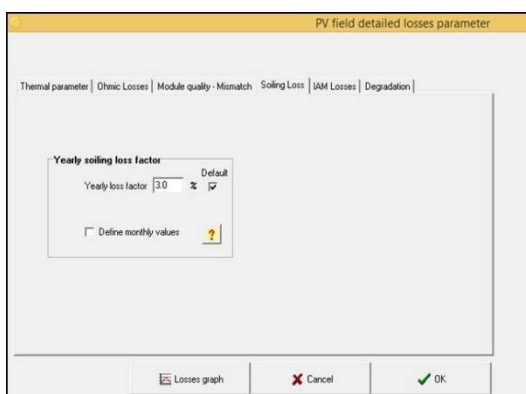 PV field detailed losses parameter
Thermal parameter Ohmic Losses Module quality - Mismatch Soiling Loss IAM Losses Degradation
Yearly soiling loss factor
Default
Yearly loss factor 3.0 %
Define monthly values ?
Losses graph Cancel OK